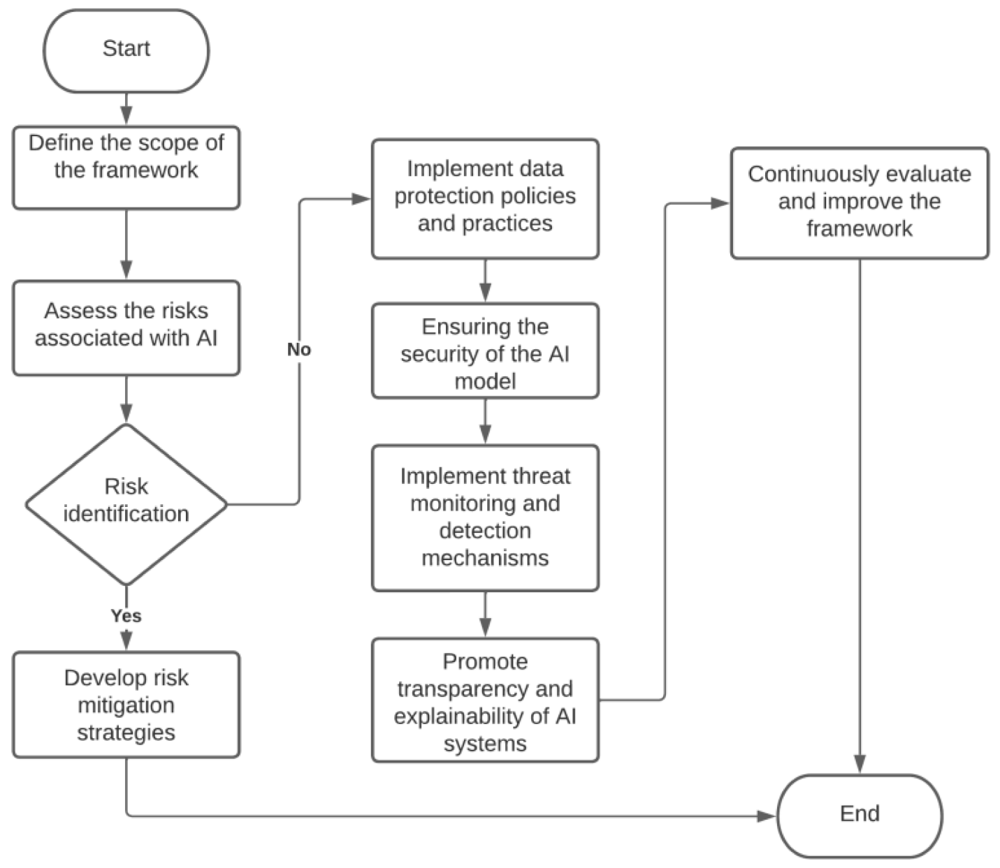 Start
Define the scope of
the framework
Assess the risks
associated with AI
Risk
identification
Yes
Develop risk
mitigation
strategies
No
Implement data
protection policies
and practices
Ensuring the
security of the AI
model
Implement threat
monitoring and
detection
mechanisms
Promote
transparency and
explainability of AI
systems
Continuously evaluate
and improve the
framework
End